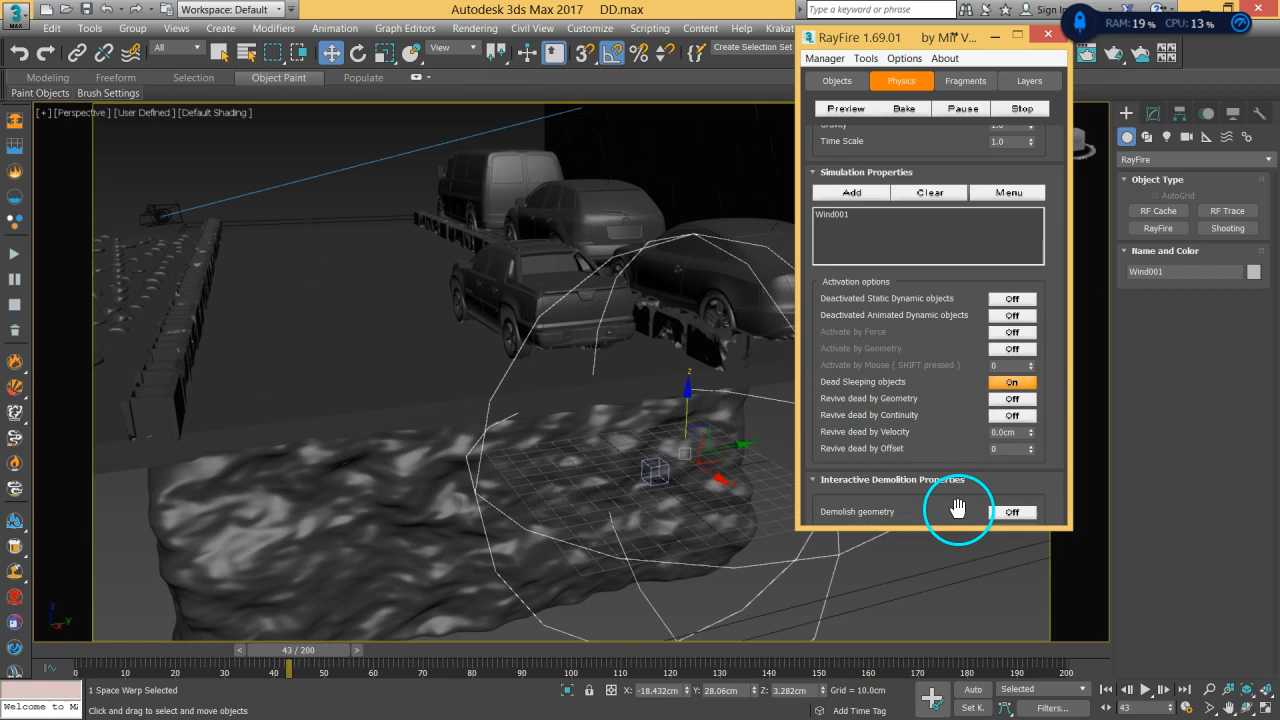 Workspace: Default
Autodesk 3ds Max 2017 DD.max
Type a keyword or phrase
Sign In
RAM:19 % CPU: 13 %
MAX
Edit Tools Group Views Create Modifiers Animation Graph Editors Rendering Civil View Customize Scripting Content Help Krakat
All
View
Create Selection Set
Modeling Freeform Selection Object Paint Populate
Paint Objects Brush Settings
[ + ] [Perspective ] [User Defined ] [Default Shading ]
RayFire 1.69.01 by Mir V...
Manager Tools Options About
Objects Physics Fragments Layers
Preview Bake Pause Stop
Gravity 1.0
Time Scale 1.0
Simulation Properties
Add Clear Menu
Wind001
Activation options
Deactivated Static Dynamic objects Off
Deactivated Animated Dynamic objects Off
Activate by Force Off
Activate by Geometry Off
Activate by Mouse ( SHIFT pressed ) 0
Dead Sleeping objects On
Revive dead by Geometry Off
Revive dead by Continuity Off
Revive dead by Velocity 0.0cm
Revive dead by Offset 0
Interactive Demolition Properties
Demolish geometry Off
RayFire
Object Type
AutoGrid
RF Cache RF Trace
RayFire Shooting
Name and Color
Wind001
z
z
Y
x
43 / 200
0 10 20 30 40 50 60 70 80 90 100 110 120 130 140 150 160 170 180 190 200
1 Space Warp Selected
X: -18.432cm Y: 28.06cm Z: 3.282cm Grid = 10.0cm
Auto Selected
Welcome to M
Click and drag to select and move objects
Add Time Tag
Set K. Filters...
43